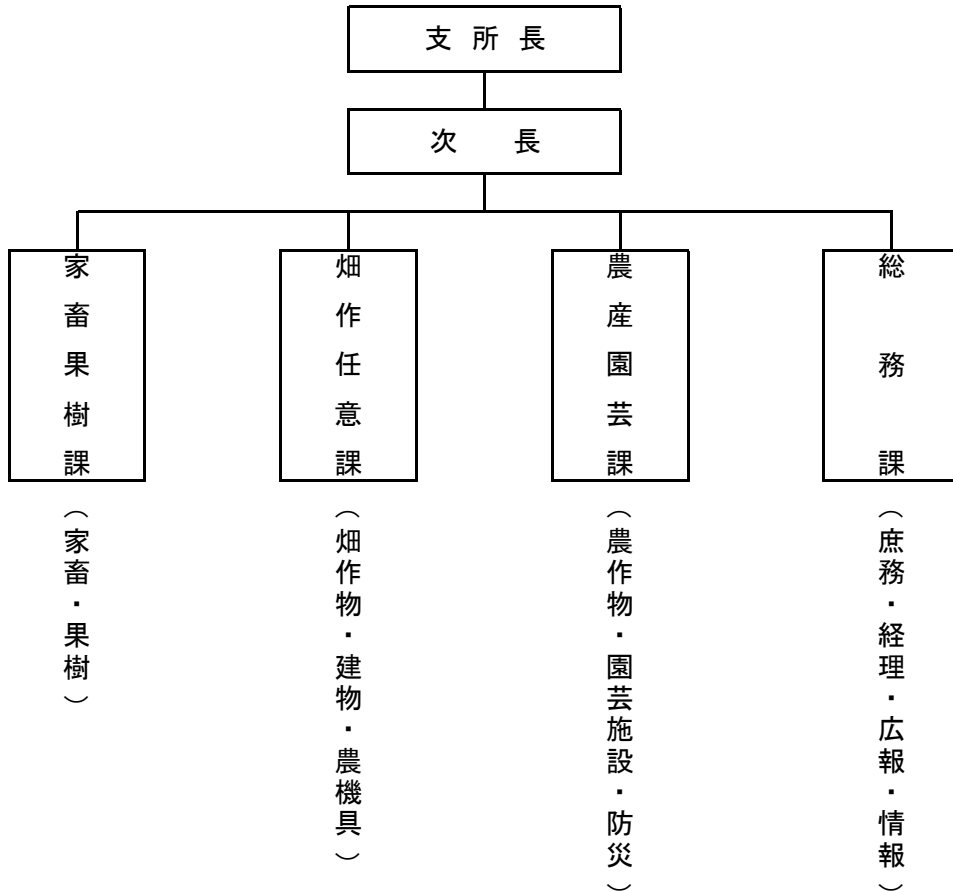 支所長
次長
総務課
（庶務・経理・広報・情報）
農産園芸課
（農作物・園芸施設・防災）
畑作任意課
（畑作物・建物・農機具）
家畜果樹課
（家畜・果樹）